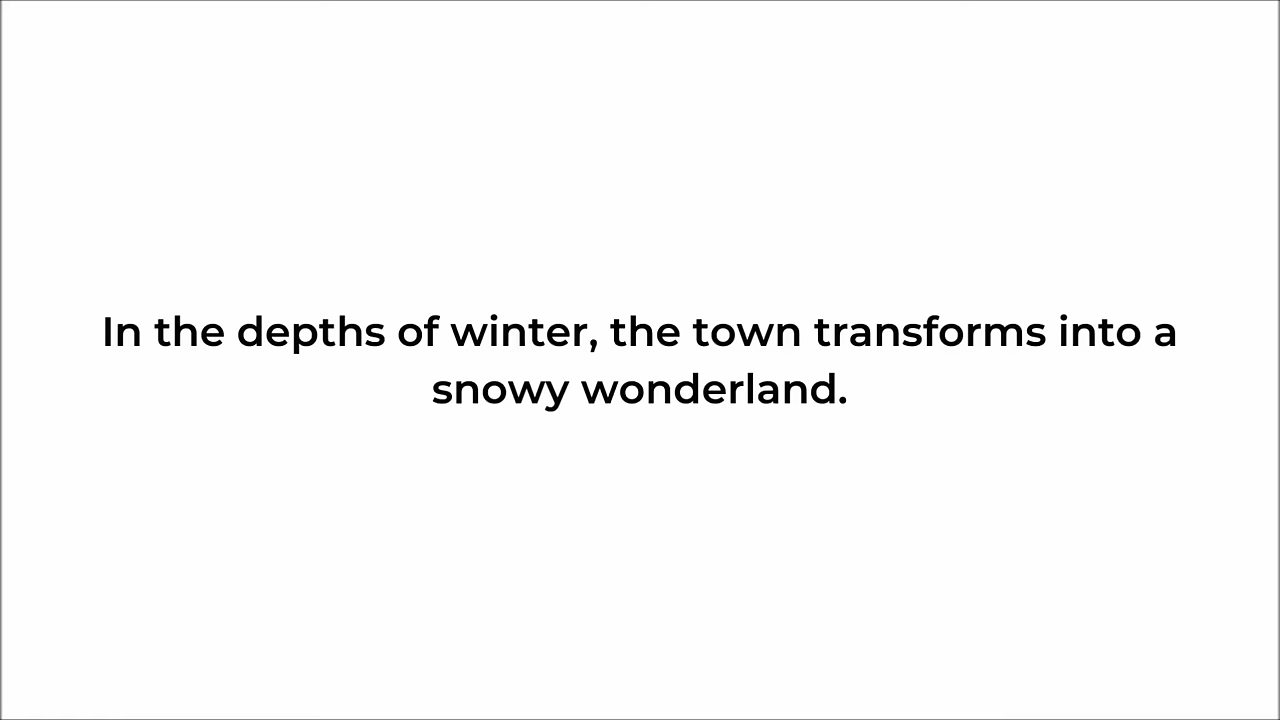 In the depths of winter, the town transforms into a
snowy wonderland.